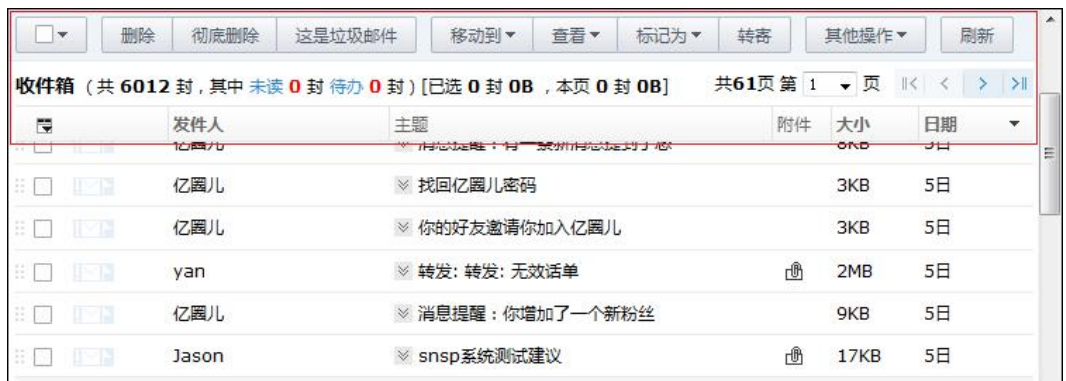 删除 彻底删除 这是垃圾邮件 移动到 查看 标记为 转寄 其他操作 刷新
收件箱 ( 共 6012 封 , 其中 未读 0 封 待办 0 封 ) [已选 0 封 0B , 本页 0 封 0B] 共61页 第 1 页
发件人 主题 附件 大小 日期
亿圈儿 8KB 5日
亿圈儿 找回亿圈儿密码 3KB 5日
亿圈儿 你的好友邀请你加入亿圈儿 3KB 5日
yan 转发: 转发: 无效话单 2MB 5日
亿圈儿 消息提醒：你增加了一个新粉丝 9KB 5日
Jason snsp系统测试建议 17KB 5日